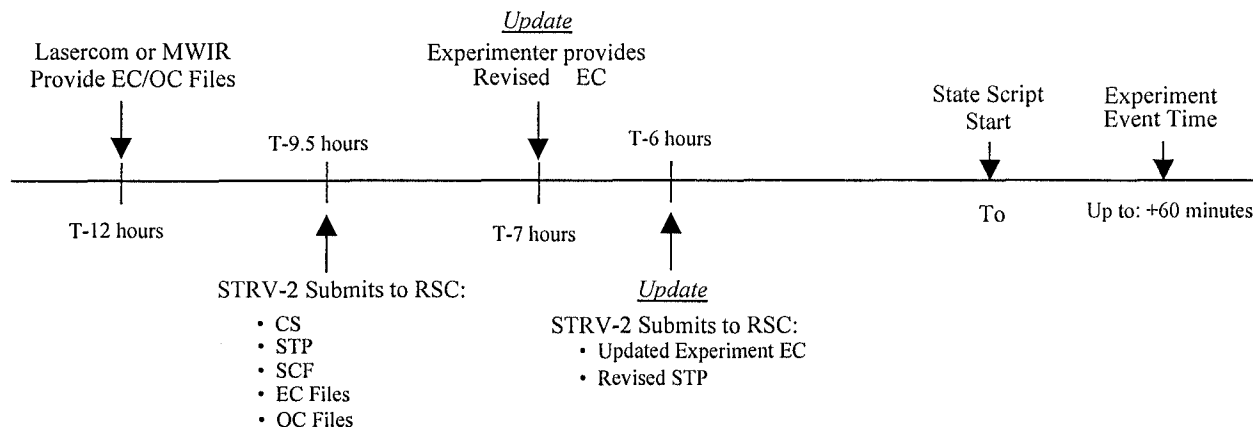 Lasercom or MWIR
Provide EC/OC Files
Update
Experimenter provides
Revised EC
State Script
Start
Experiment
Event Time
T-9.5 hours
T-6 hours
T-12 hours
T-7 hours
To
Up to: +60 minutes
STRV-2 Submits to RSC:
• CS
• STP
• SCF
• EC Files
• OC Files
Update
STRV-2 Submits to RSC:
• Updated Experiment EC
• Revised STP